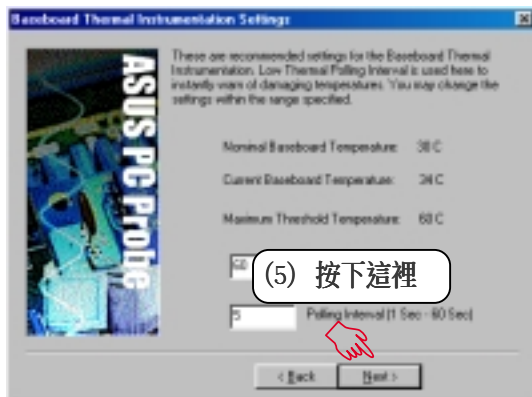 Baseboard Thermal Instrumentation Settings
ASUS PC Probe
These are recommended settings for the Baseboard Thermal
Instrumentation. Low Thermal Polling Interval is used here to
instantly warn of damaging temperatures. You may change the
settings within the range specified.
Nominal Baseboard Temperature: 30 C
Current Baseboard Temperature: 34 C
Maximum Threshold Temperature: 60 C
60
(5) 按下這裡
5 Polling Interval (1 Sec - 60 Sec)
< Back Next >